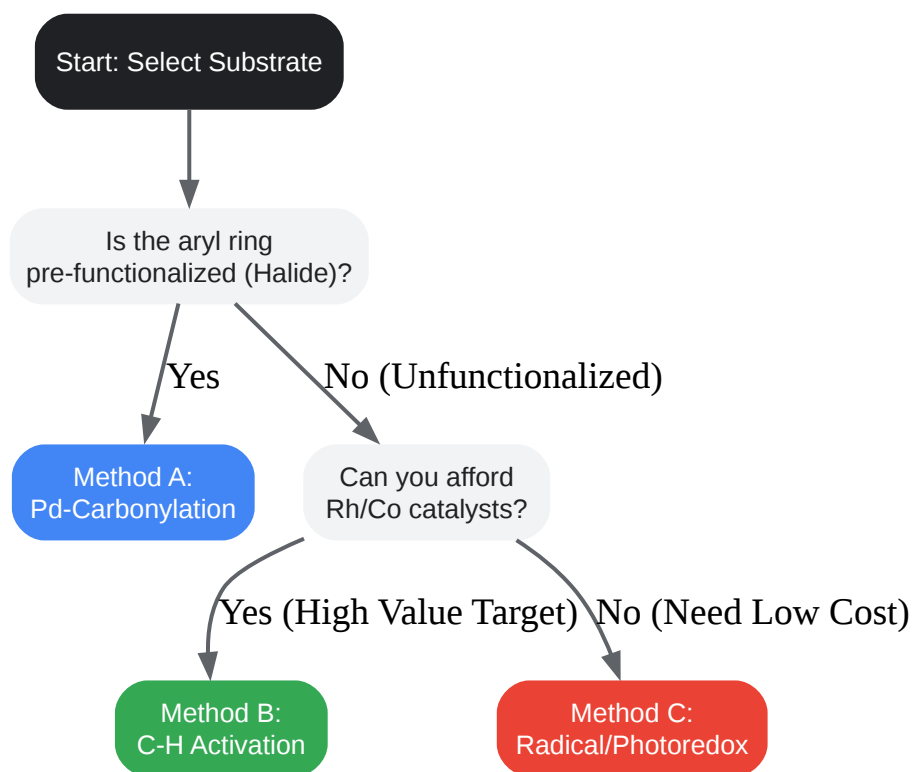 Start: Select Substrate
Is the aryl ring
pre-functionalized (Halide)?
Yes
No (Unfunctionalized)
Method A:
Pd-Carbonylation
Can you afford
Rh/Co catalysts?
Yes (High Value Target)
No (Need Low Cost)
Method B:
C-H Activation
Method C:
Radical/Photoredox